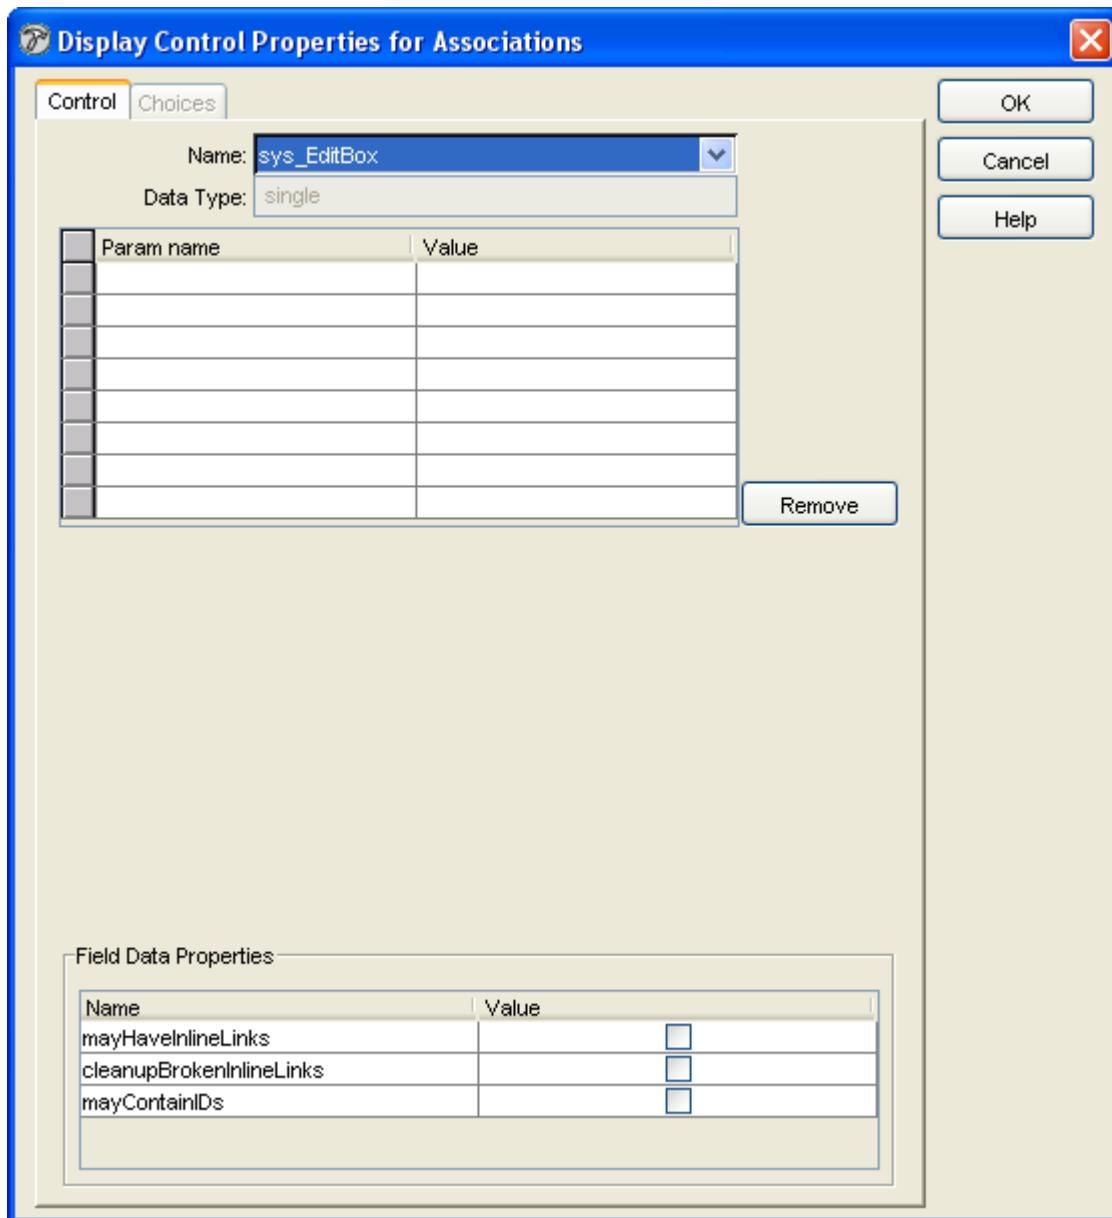 Display Control Properties for Associations
Control Choices
OK
Name: sys_EditBox
Cancel
Data Type: single
Help
Param name Value
Remove
Field Data Properties
Name Value
mayHaveInlineLinks
cleanupBrokenInlineLinks
mayContainIDs